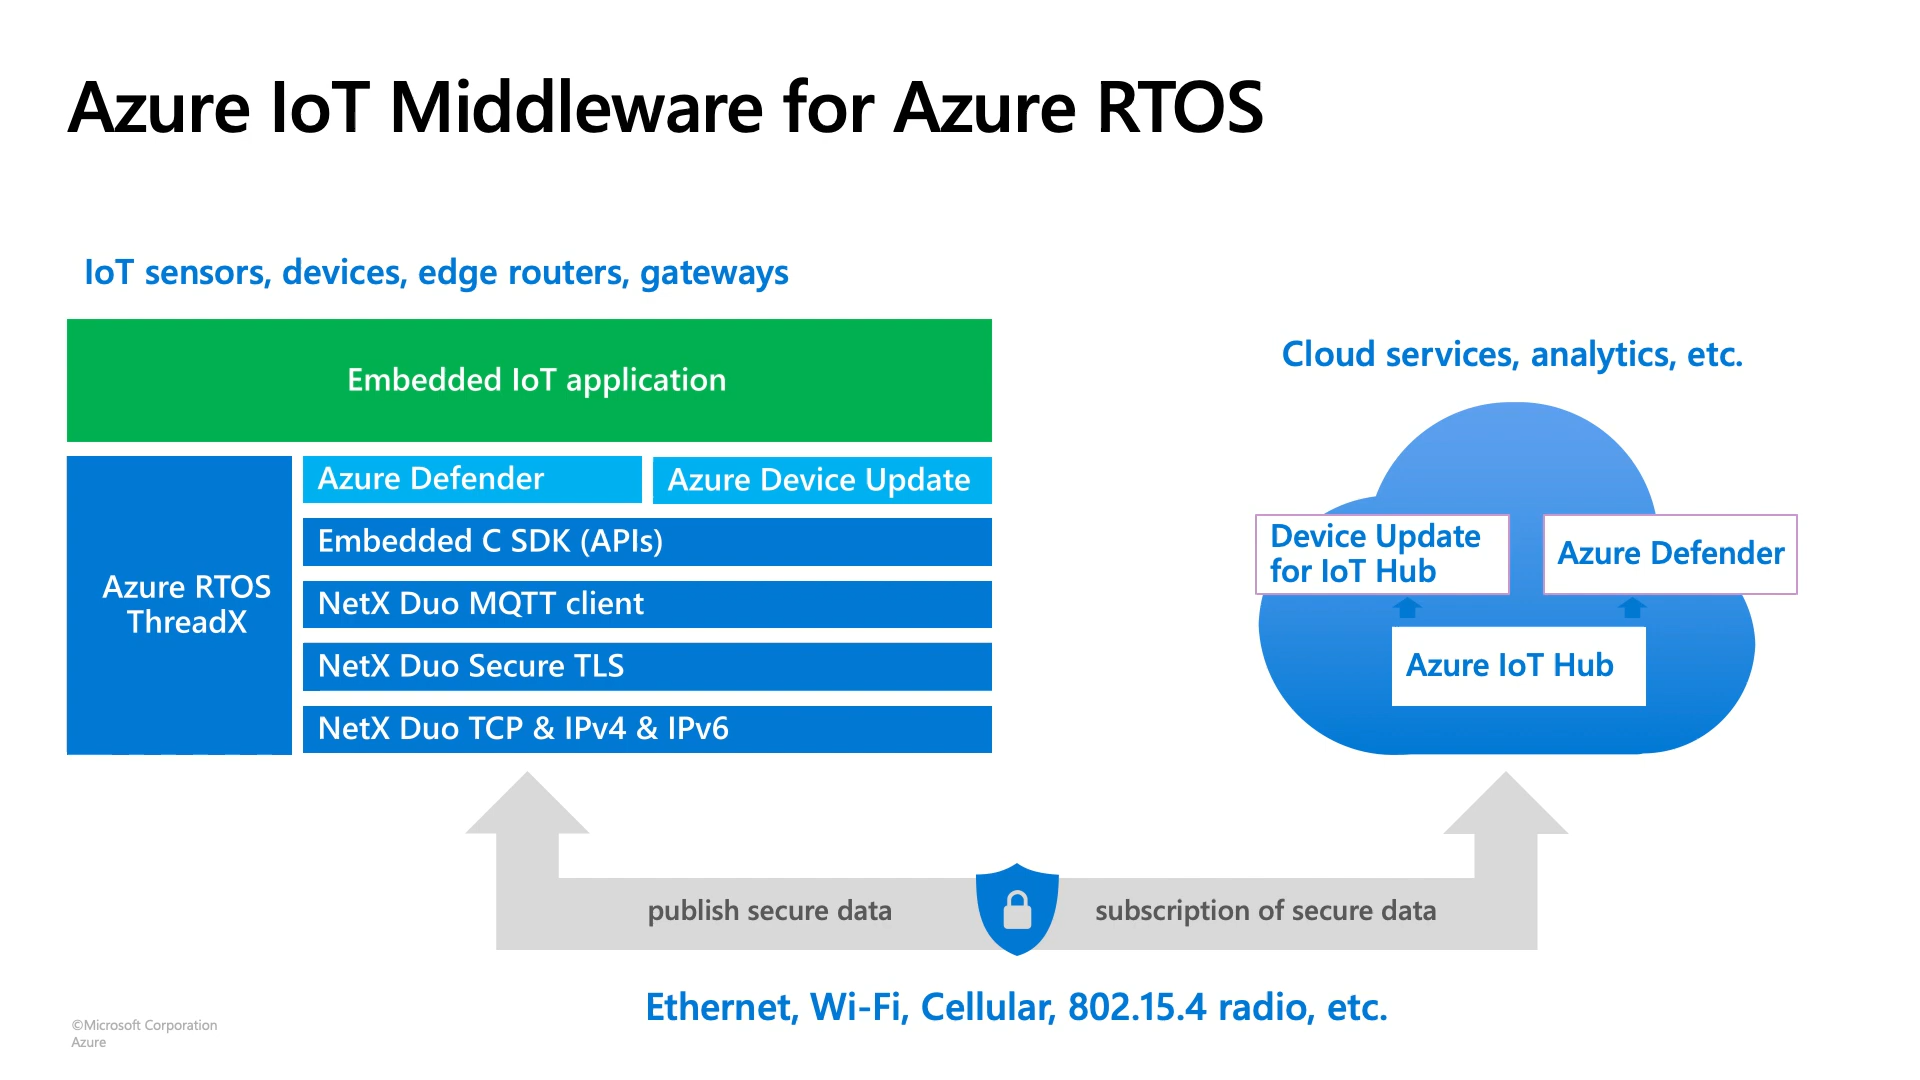 Azure IoT Middleware for Azure RTOS
IoT sensors, devices, edge routers, gateways
Embedded IoT application
Azure RTOS
ThreadX
Azure Defender
Azure Device Update
Embedded C SDK (APIs)
NetX Duo MQTT client
NetX Duo Secure TLS
NetX Duo TCP & IPv4 & IPv6
Cloud services, analytics, etc.
Device Update
for IoT Hub
Azure Defender
Azure IoT Hub
publish secure data
subscription of secure data
Ethernet, Wi-Fi, Cellular, 802.15.4 radio, etc.
©Microsoft Corporation
Azure